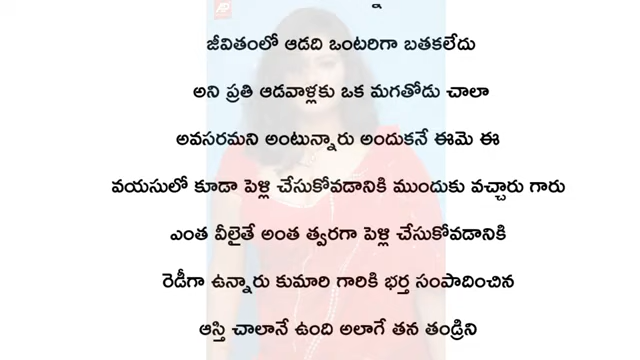 జీవితంలో ఆడది ఒంటరిగా బతకలేదు
అని ప్రతి ఆడవాళ్లకు ఒక మగతోడు చాలా
అవసరమని అంటున్నారు అందుకనే ఈమె ఈ
వయసులో కూడా పెళ్లి చేసుకోవడానికి ముందుకు వచ్చారు గారు
ఎంత వీలైతే అంత త్వరగా పెళ్లి చేసుకోవడానికి
రెడీగా ఉన్నారు కుమారి గారికి భర్త సంపాదించిన
ఆస్తి చాలానే ఉంది అలాగే తన తండ్రిని